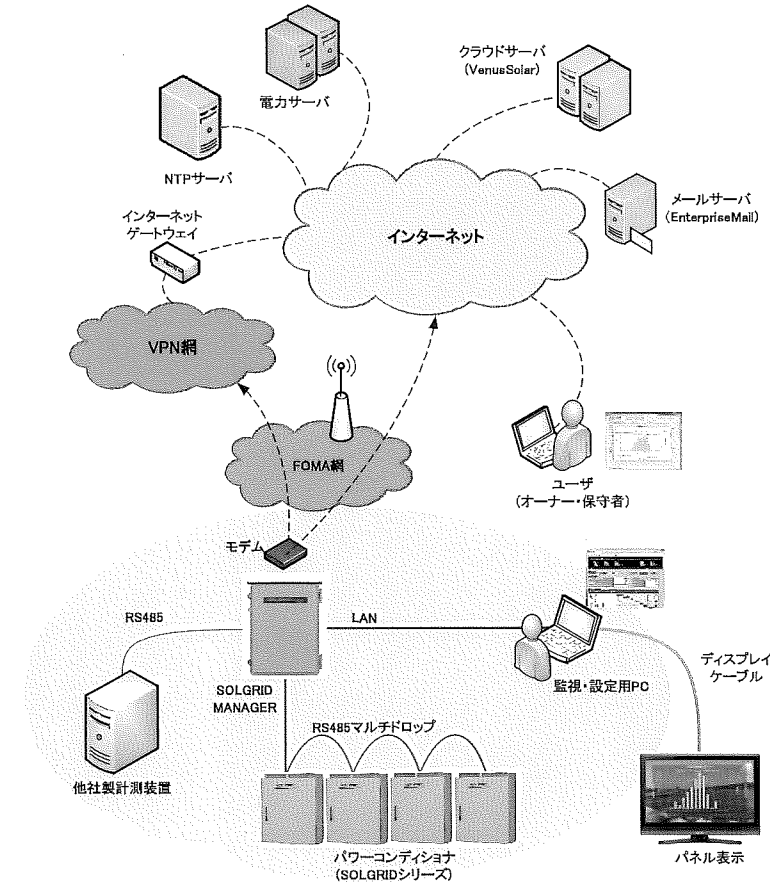 電力サーバ
クラウドサーバ
(VenusSolar)
NTPサーバ
メールサーバ
(EnterpriseMail)
インターネット
ゲートウェイ
インターネット
VPN網
FOMA網
ユーザ
(オーナー・保守者)
モデム
RS485
LAN
SOLGRID
MANAGER
監視・設定用PC
ディスプレイ
ケーブル
RS485マルチドロップ
他社製計測装置
パワーコンディショナ
(SOLGRIDシリーズ)
パネル表示